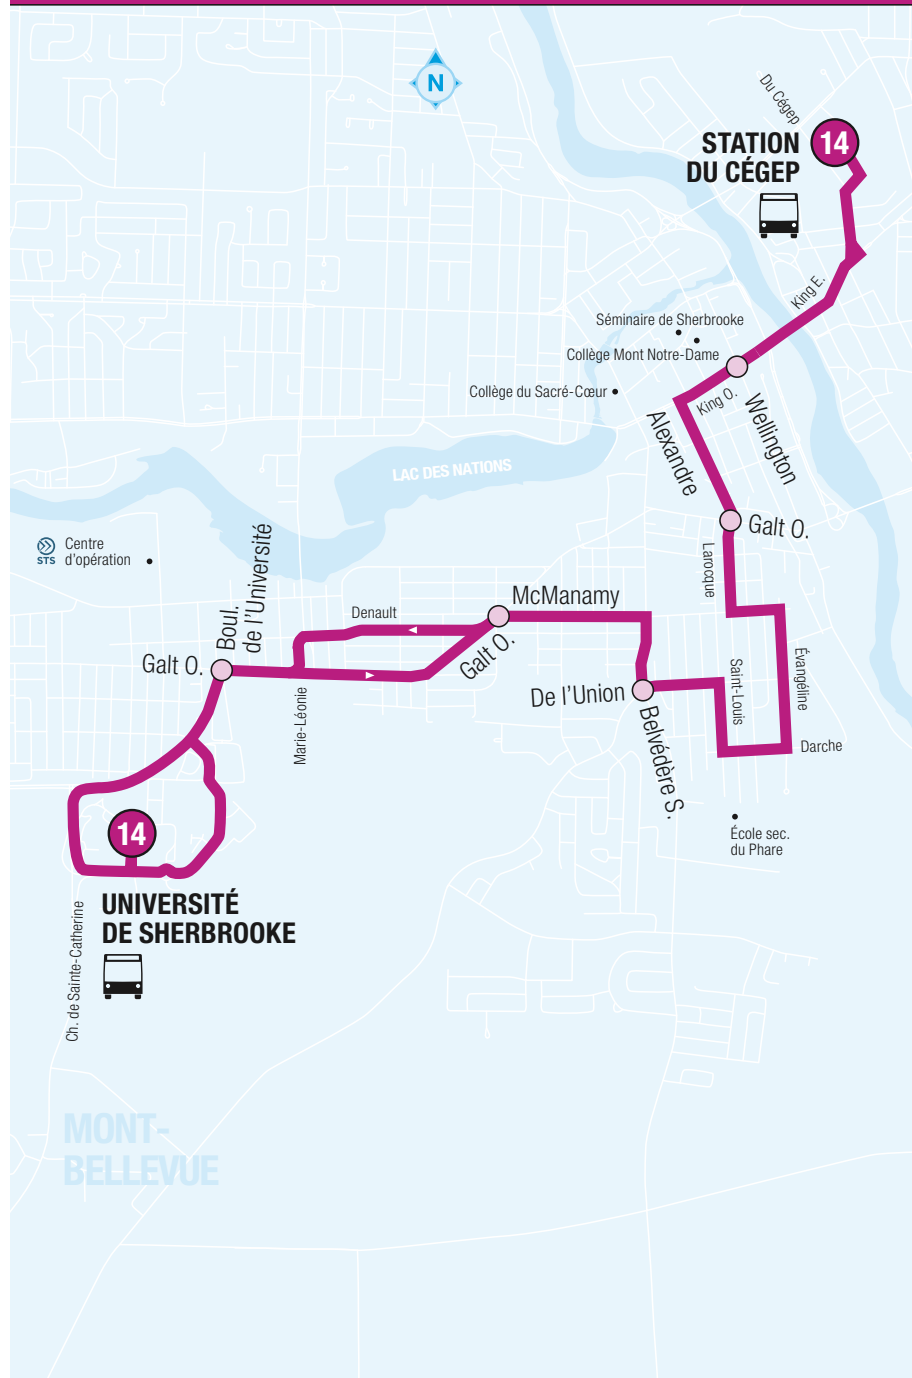 N
Du Cégep
STATION
DU CÉGEP
14
King E.
Séminaire de Sherbrooke
Collège Mont Notre-Dame
Collège du Sacré-Cœur
King O.
Wellington
Alexandre
LAC DES NATIONS
Galt O.
STS
Centre
d'opération
Boul.
de l'Université
Larocque
McManamy
Denault
Galt O.
Galt O.
Évangéline
Saint-Louis
De l'Union
Marie-Léonie
Belvédère S.
Darche
14
École sec.
du Phare
UNIVERSITÉ
DE SHERBROOKE
Ch. de Sainte-Catherine
MONT-
BELLEVUE